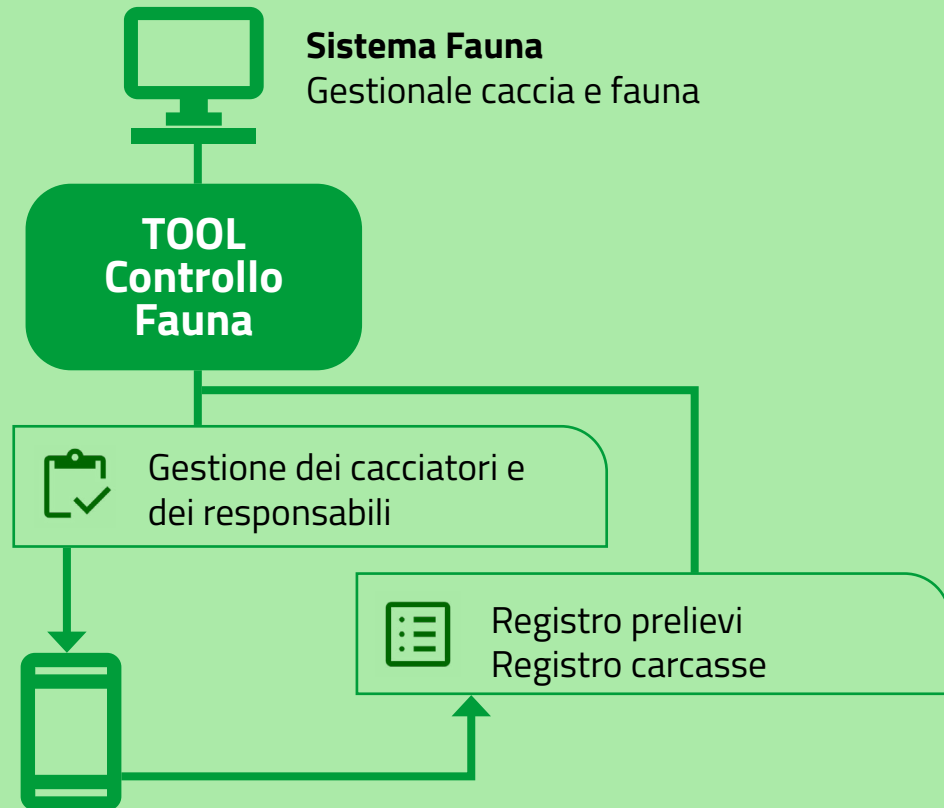 Sistema Fauna
Gestionale caccia e fauna
TOOL
Controllo
Fauna
Gestione dei cacciatori e
dei responsabili
Registro prelievi
Registro carcasse